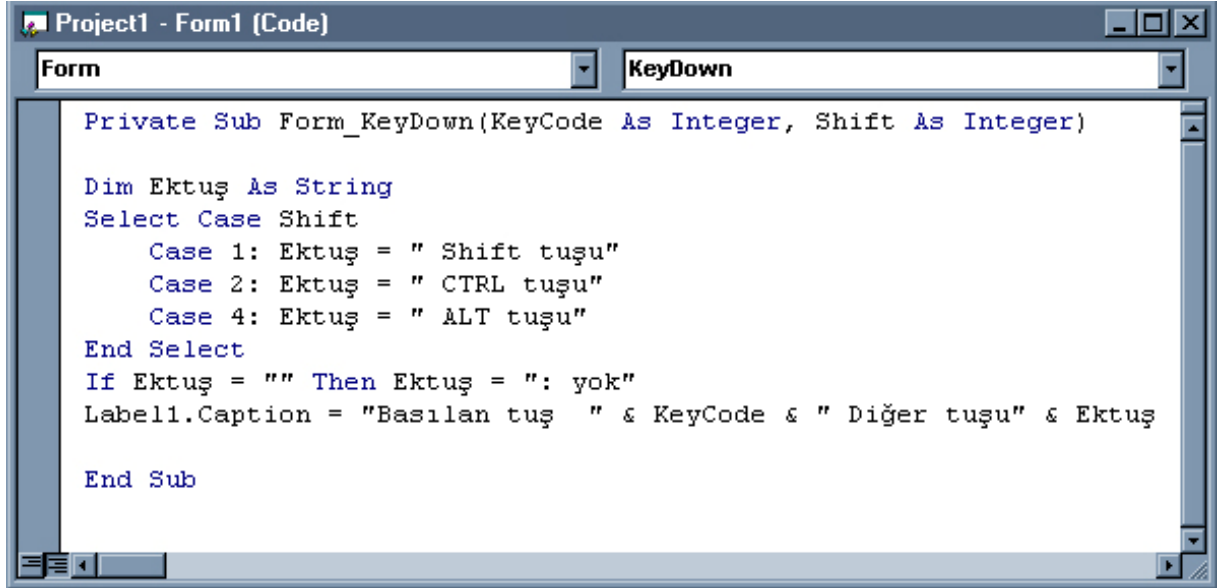 Project1 - Form1 (Code)
Form KeyDown
Private Sub Form_KeyDown(KeyCode As Integer, Shift As Integer)
Dim Ektuş As String
Select Case Shift
Case 1: Ektuş = " Shift tuşu"
Case 2: Ektuş = " CTRL tuşu"
Case 4: Ektuş = " ALT tuşu"
End Select
If Ektuş = "" Then Ektuş = ": yok"
Label1.Caption = "Basılan tuş  " & KeyCode & " Diğer tuşu" & Ektuş
End Sub